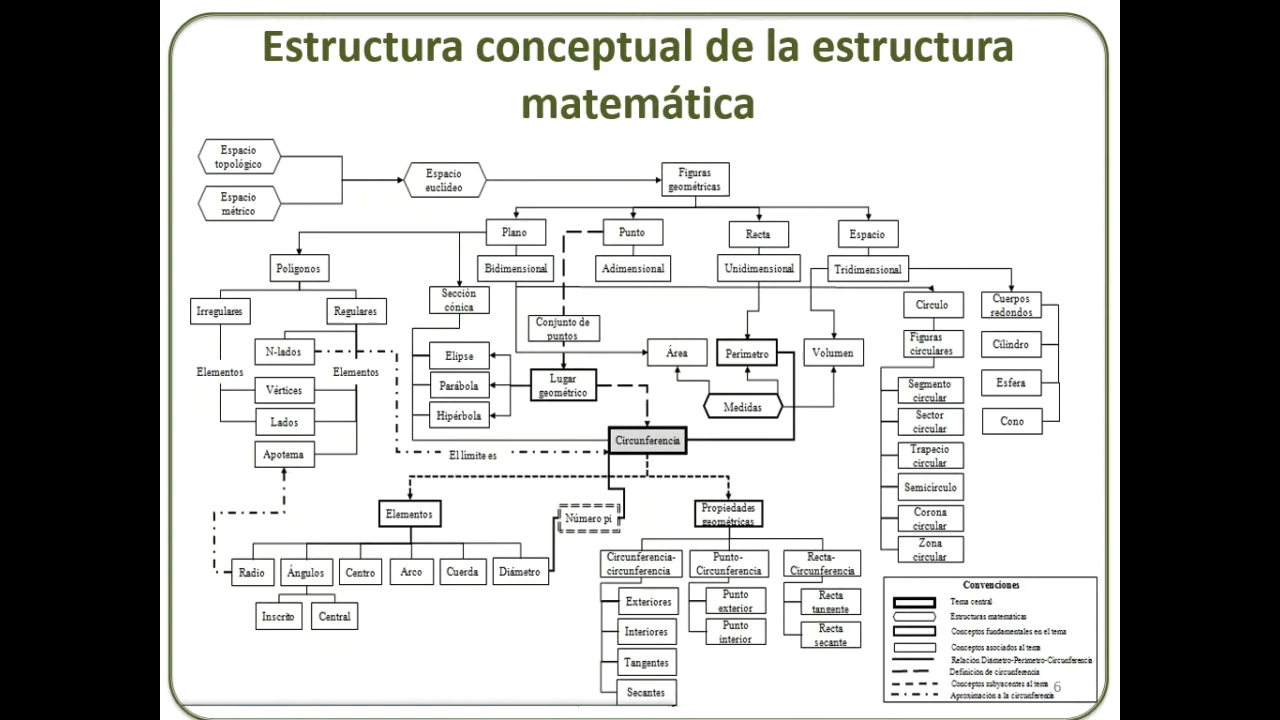 Estructura conceptual de la estructura
matemática
Espacio
topológico
Espacio
métrico
Espacio
euclídeo
Figuras
geométricas
Plano
Punto
Recta
Espacio
Bidimensional
Adimensional
Unidimensional
Tridimensional
Polígonos
Irregulares
Regulares
N-lados
Elementos
Elementos
Vértices
Lados
Apotema
Sección
cónica
Elipse
Parábola
Hipérbola
Conjunto de
puntos
Lugar
geométrico
Área
Perímetro
Volumen
Medidas
Circulo
Figuras
circulares
Segmento
circular
Sector
circular
Trapecio
circular
Semicirculo
Corona
circular
Zona
circular
Cuerpos
redondos
Cilindro
Esfera
Cono
Circunferencia
El límite es
Elementos
Número pi
Propiedades
geométricas
Radio
Ángulos
Centro
Arco
Cuerda
Diámetro
Inscrito
Central
Circunferencia-
circunferencia
Punto-
Circunferencia
Recta-
Circunferencia
Exteriores
Interiores
Tangentes
Secantes
Punto
exterior
Punto
interior
Recta
tangente
Recta
secante
Convenciones
Tema central
Estructuras matemáticas
Conceptos fundamentales en el tema
Conceptos asociados al tema
Relación Diámetro-Perímetro-Circunferencia
Definición de circunferencia
Conceptos subyacentes al tema
Aproximación a la circunferencia
6